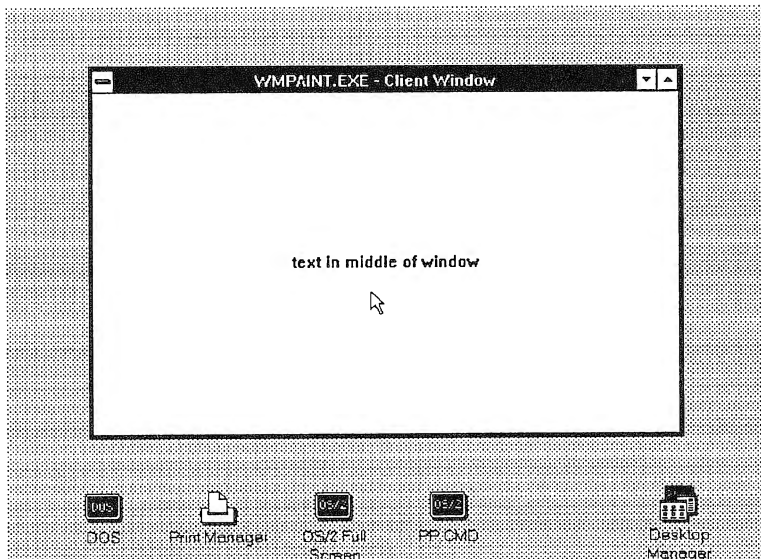 WMPAINT.EXE - Client Window
text in middle of window
DOS OS/2 OS/2
DOS Print Manager OS/2 Full PP.CMD Desktop
Screen Manager